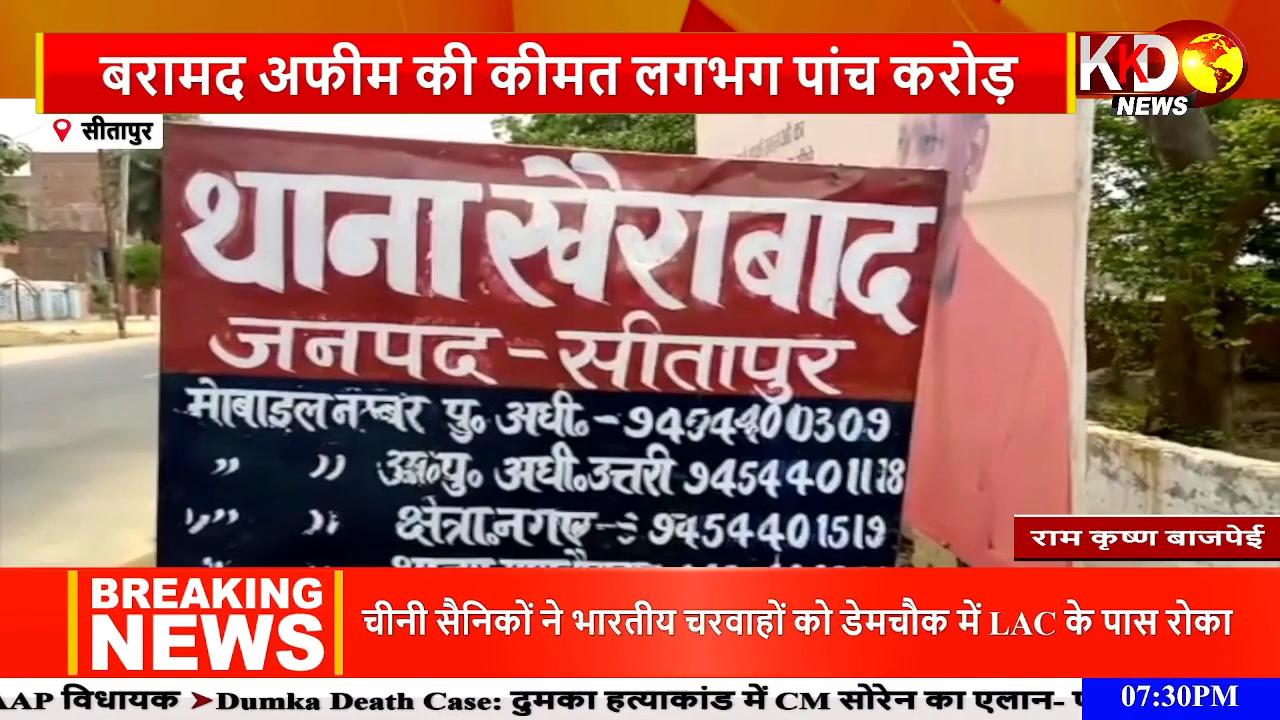 बरामद अफीम की कीमत लगभग पांच करोड़
KKD
NEWS
सीतापुर
थाना खैराबाद
जनपद - सीतापुर
मोबाइल नम्बर पु० अधी० - 9454400309
” ” अ०पु० अधी० उत्तरी 9454401118
” ” क्षेत्रा. नगर - 9454401519
राम कृष्ण बाजपेई
BREAKING
NEWS
चीनी सैनिकों ने भारतीय चरवाहों को डेमचौक में LAC के पास रोका
AAP विधायक ➤Dumka Death Case: दुमका हत्याकांड में CM सोरेन का एलान-
07:30PM